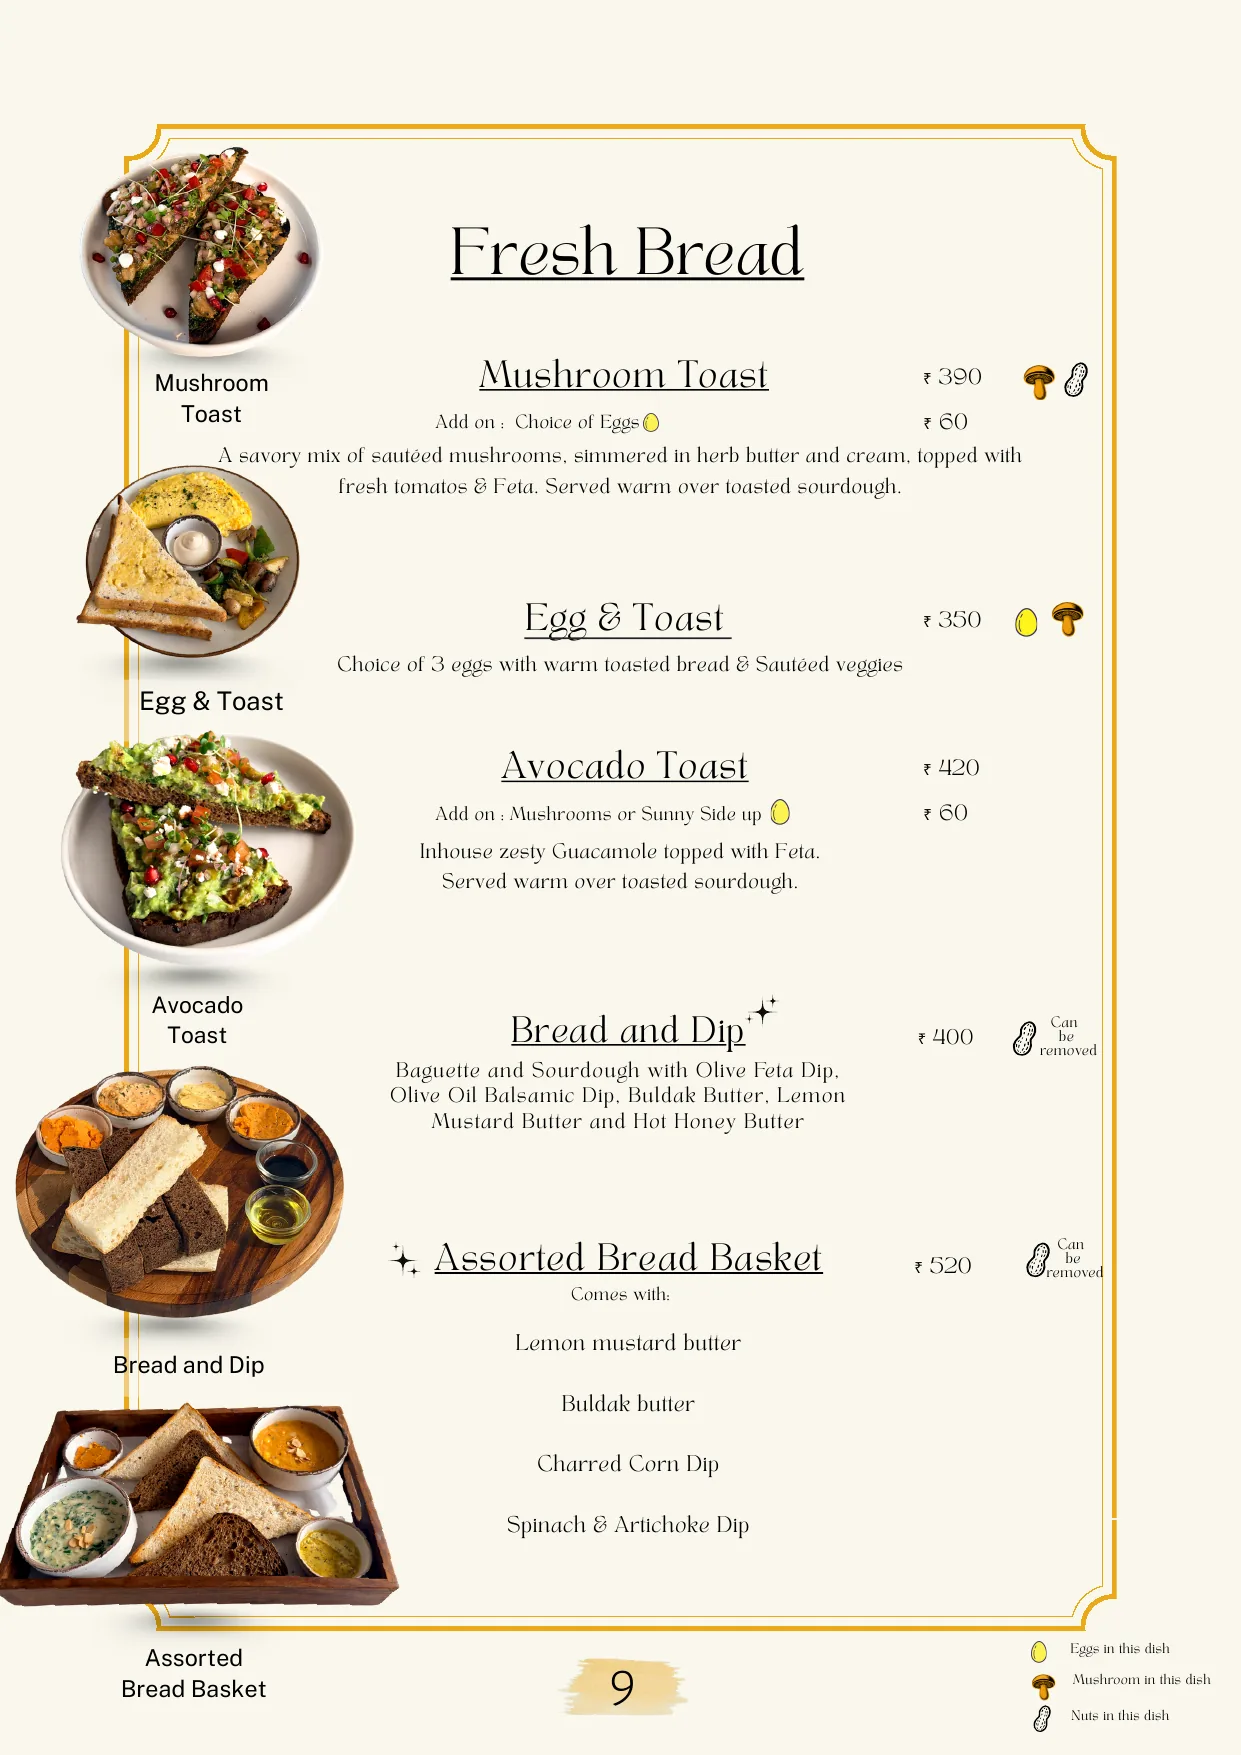 Fresh Bread
Mushroom Toast ₹ 390
Add on : Choice of Eggs ₹ 60
A savory mix of sautéed mushrooms, simmered in herb butter and cream, topped with
fresh tomatos & Feta. Served warm over toasted sourdough.
Mushroom
Toast
Egg & Toast ₹ 350
Choice of 3 eggs with warm toasted bread & Sautéed veggies
Egg & Toast
Avocado Toast ₹ 420
Add on : Mushrooms or Sunny Side up ₹ 60
Inhouse zesty Guacamole topped with Feta.
Served warm over toasted sourdough.
Avocado
Toast
Bread and Dip ₹ 400
Can
be
removed
Baguette and Sourdough with Olive Feta Dip,
Olive Oil Balsamic Dip, Buldak Butter, Lemon
Mustard Butter and Hot Honey Butter
Bread and Dip
Assorted Bread Basket ₹ 520
Can
be
removed
Comes with:
Lemon mustard butter
Buldak butter
Charred Corn Dip
Spinach & Artichoke Dip
Assorted
Bread Basket
9
Eggs in this dish
Mushroom in this dish
Nuts in this dish